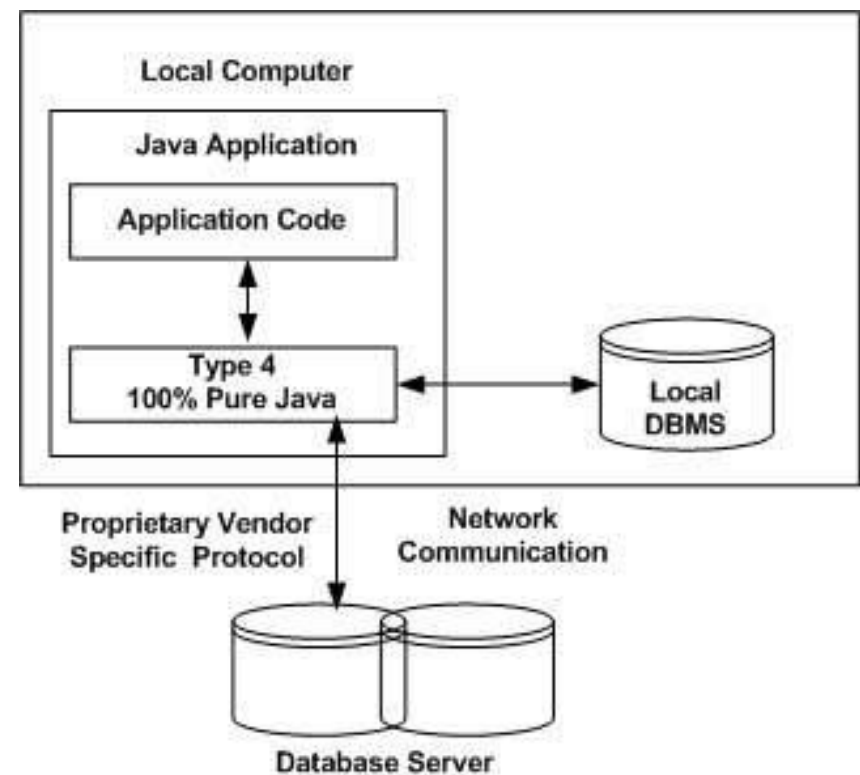 Local Computer
Java Application
Application Code
Type 4
100% Pure Java
Local
DBMS
Proprietary Vendor
Specific Protocol
Network
Communication
Database Server